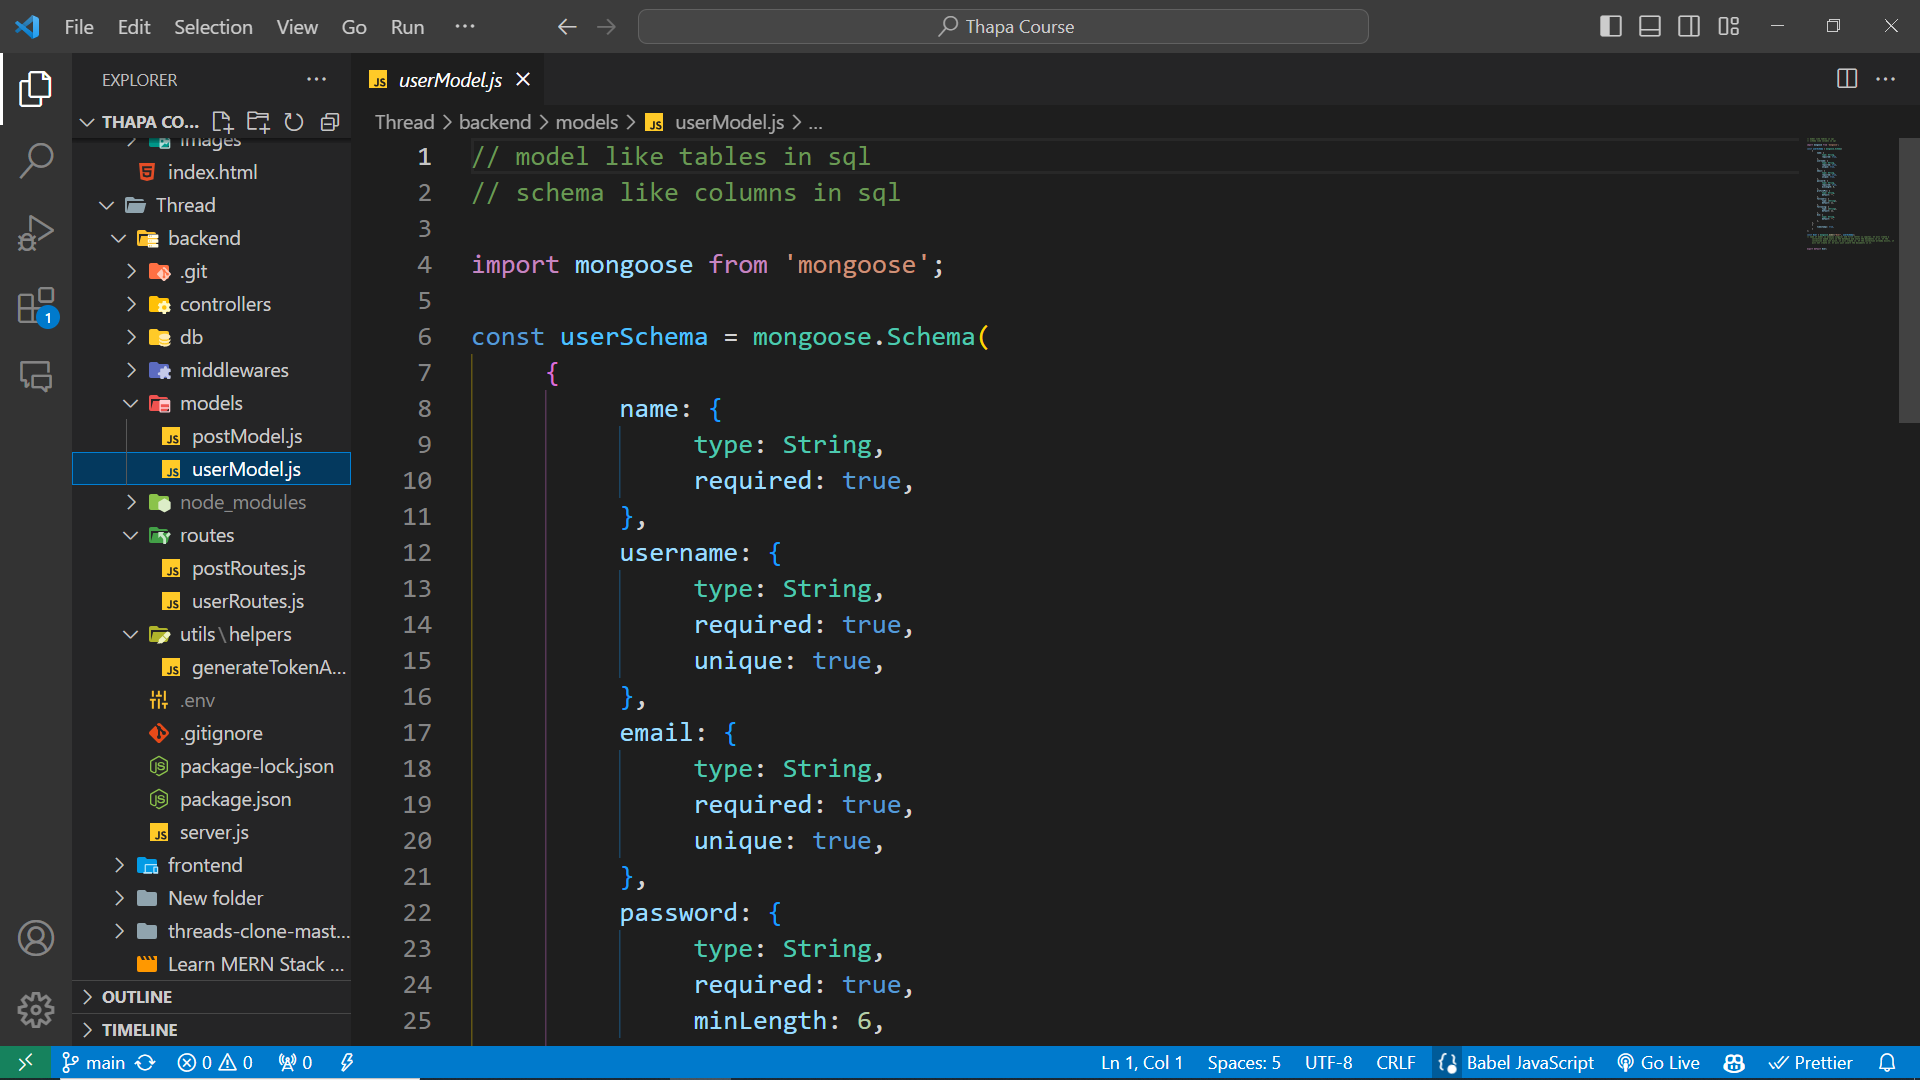 File Edit Selection View Go Run ··· Thapa Course
EXPLORER ···
THAPA CO...
images
index.html
Thread
backend
.git
controllers
db
middlewares
models
postModel.js
userModel.js
node_modules
routes
postRoutes.js
userRoutes.js
utils\helpers
generateTokenA...
.env
.gitignore
package-lock.json
package.json
server.js
frontend
New folder
threads-clone-mast...
Learn MERN Stack ...
OUTLINE
TIMELINE
1
JS userModel.js
Thread > backend > models > JS userModel.js > ...
1 // model like tables in sql
2 // schema like columns in sql
3
4 import mongoose from 'mongoose';
5
6 const userSchema = mongoose.Schema(
7 {
8 name: {
9 type: String,
10 required: true,
11 },
12 username: {
13 type: String,
14 required: true,
15 unique: true,
16 },
17 email: {
18 type: String,
19 required: true,
20 unique: true,
21 },
22 password: {
23 type: String,
24 required: true,
25 minLength: 6,
main 0 0 0 Ln 1, Col 1 Spaces: 5 UTF-8 CRLF Babel JavaScript Go Live Prettier